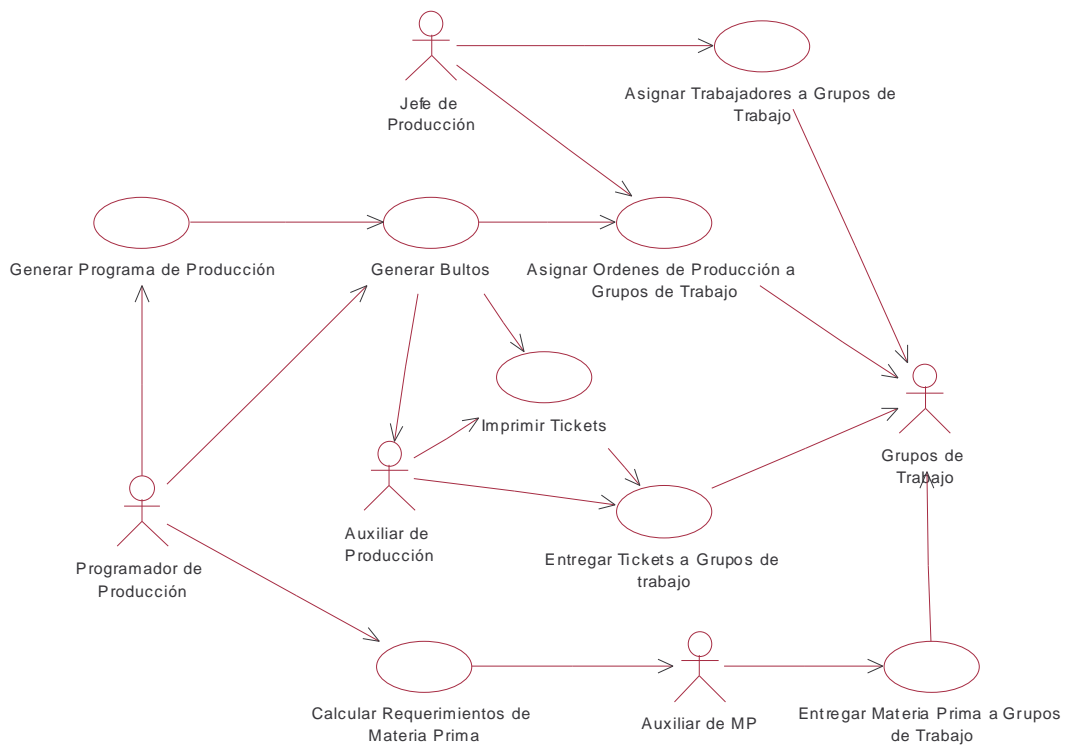 Jefe de
Producción
Asignar Trabajadores a Grupos de
Trabajo
Generar Programa de Producción
Generar Bultos
Asignar Ordenes de Producción a
Grupos de Trabajo
Imprimir Tickets
Grupos de
Trabajo
Auxiliar de
Producción
Entregar Tickets a Grupos de
trabajo
Programador de
Producción
Calcular Requerimientos de
Materia Prima
Auxiliar de MP
Entregar Materia Prima a Grupos
de Trabajo